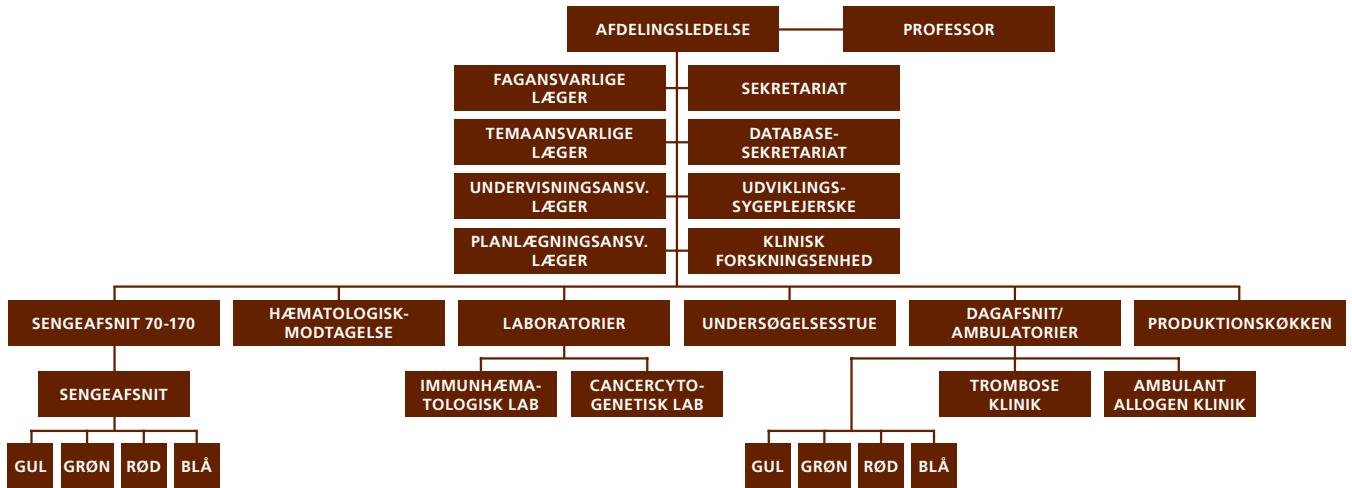 AFDELINGSLEDELSE
PROFESSOR
FAGANSVARLIGE
LÆGER
SEKRETARIAT
TEMAANSVARLIGE
LÆGER
DATABASE-
SEKRETARIAT
UNDERVISNINGSANSV.
LÆGER
UDVIKLINGS-
SYGEPLEJERSKE
PLANLÆGNINGSANSV.
LÆGER
KLINISK
FORSKNINGSENHED
SENGEAFSNIT 70-170
HÆMATOLOGISK-
MODTAGELSE
LABORATORIER
UNDERSØGELSESSTUE
DAGAFSNIT/
AMBULATORIER
PRODUKTIONSKØKKEN
SENGEAFSNIT
IMMUNHÆMA-
TOLOGISK LAB
CANCERCYTO-
GENETISK LAB
TROMBOSE
KLINIK
AMBULANT
ALLOGEN KLINIK
GUL
GRØN
RØD
BLÅ
GUL
GRØN
RØD
BLÅ